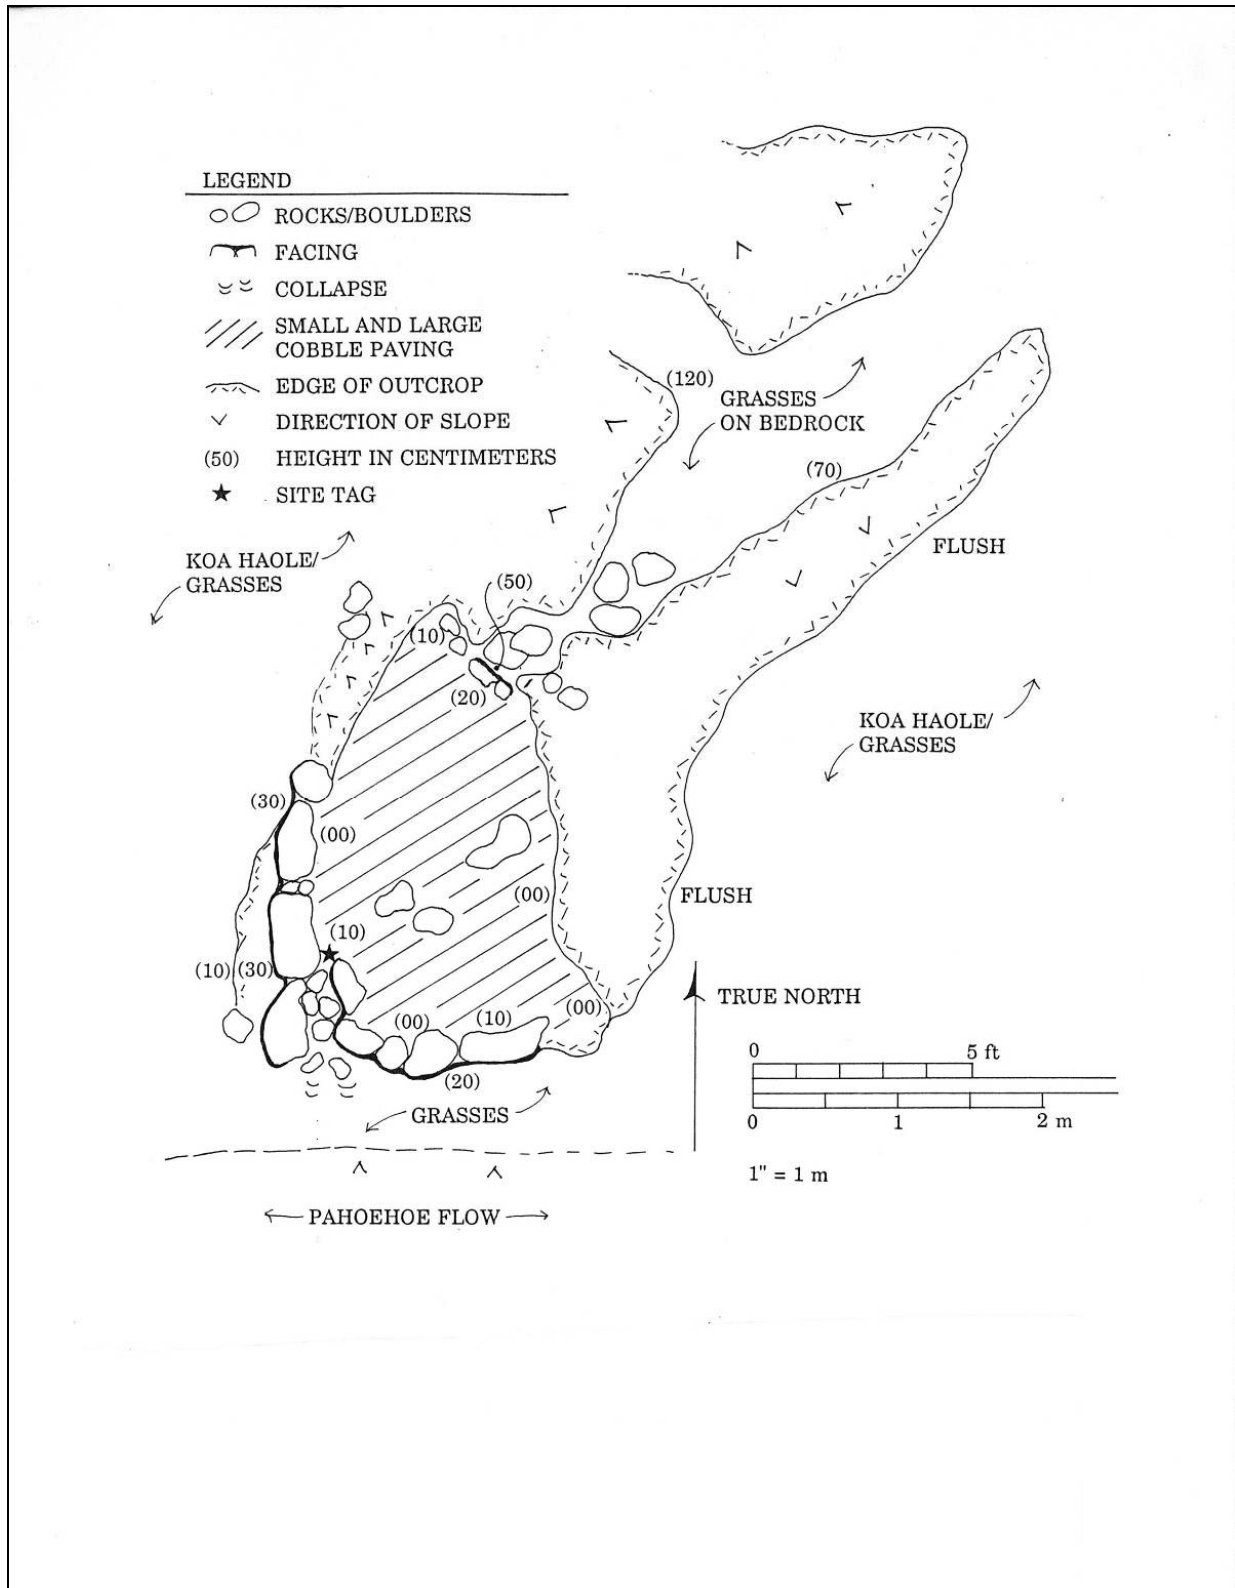 LEGEND
ROCKS/BOULDERS
FACING
COLLAPSE
SMALL AND LARGE
COBBLE PAVING
EDGE OF OUTCROP
DIRECTION OF SLOPE
(50) HEIGHT IN CENTIMETERS
SITE TAG
(120)
GRASSES
ON BEDROCK
(70)
FLUSH
KOA HAOLE/
GRASSES
(50)
(10)
(20)
KOA HAOLE/
GRASSES
(30)
(00)
(00)
FLUSH
(10)
(10) (30)
TRUE NORTH
(00)
(10)
(00)
(20)
GRASSES
0 5 ft
0 1 2 m
1" = 1 m
PAHOEHOE FLOW